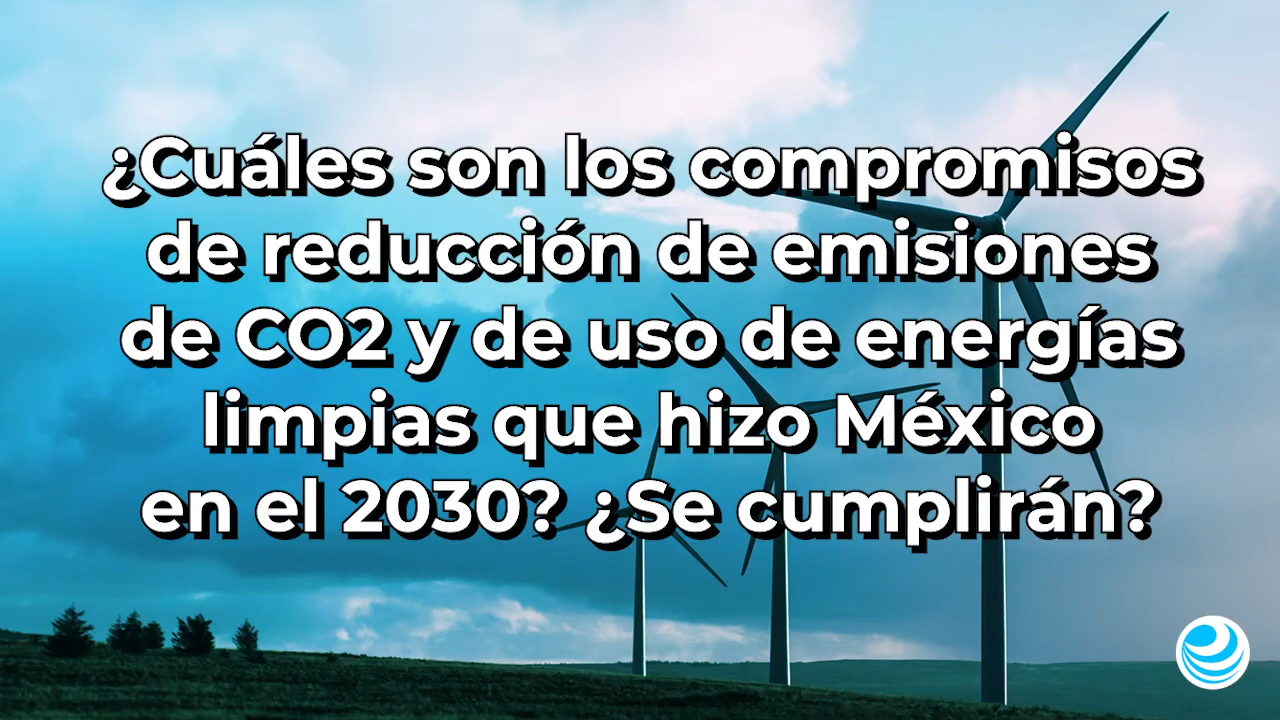 ¿Cuáles son los compromisos
de reducción de emisiones
de CO2 y de uso de energías
limpias que hizo México
en el 2030? ¿Se cumplirán?